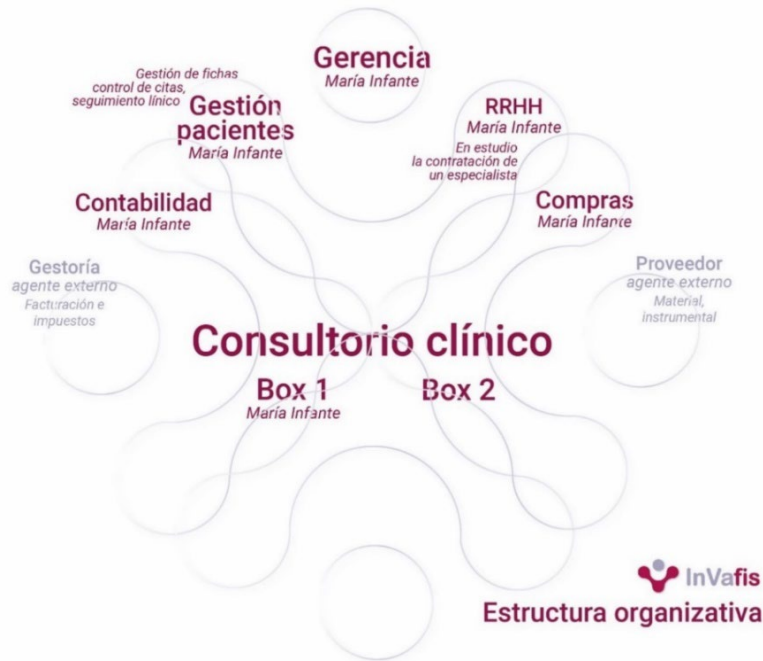 Gerencia
María Infante
Gestión de fichas
control de citas,
seguimiento línico
Gestión
pacientes
María Infante
RRHH
María Infante
En estudio
la contratación de
un especialista
Contabilidad
María Infante
Compras
María Infante
Gestoría
agente externo
Facturación e
impuestos
Proveedor
agente externo
Material,
instrumental
Consultorio clínico
Box 1
María Infante
Box 2
InVafis
Estructura organizativa